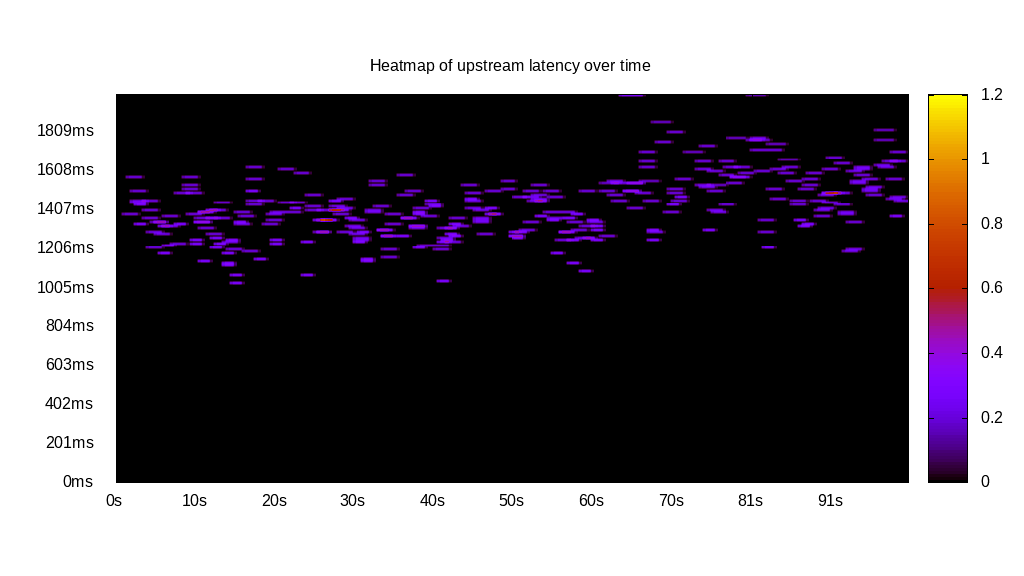 Heatmap of upstream latency over time
1809ms
1608ms
1407ms
1206ms
1005ms
804ms
603ms
402ms
201ms
0ms
0s 10s 20s 30s 40s 50s 60s 70s 81s 91s
1.2
1
0.8
0.6
0.4
0.2
0